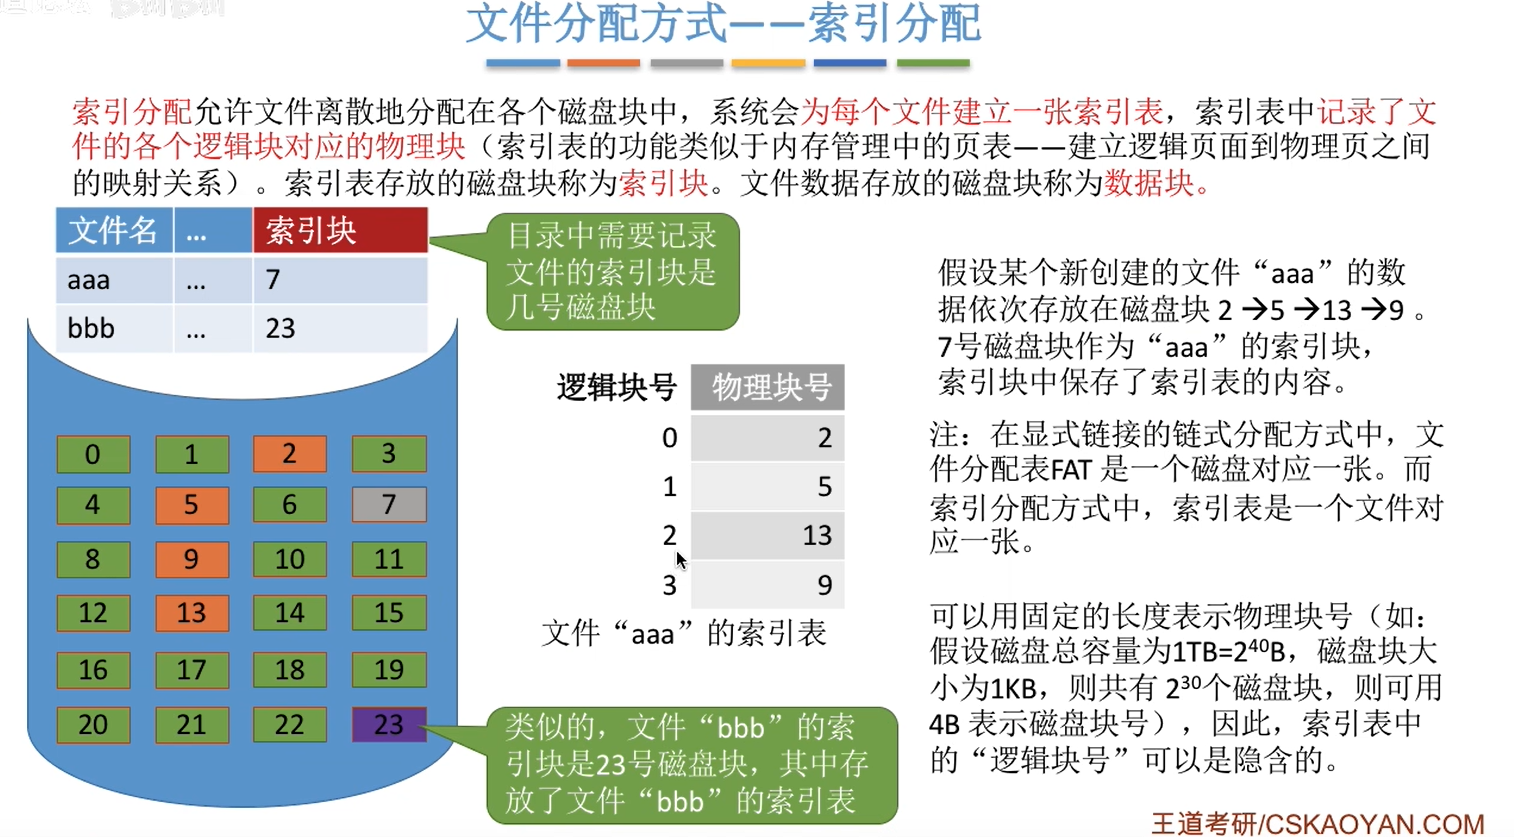 文件分配方式——索引分配
索引分配允许文件离散地分配在各个磁盘块中，系统会为每个文件建立一张索引表，索引表中记录了文
件的各个逻辑块对应的物理块（索引表的功能类似于内存管理中的页表——建立逻辑页面到物理页之间
的映射关系）。索引表存放的磁盘块称为索引块。文件数据存放的磁盘块称为数据块。
文件名 ... 索引块
aaa ... 7
bbb ... 23
目录中需要记录
文件的索引块是
几号磁盘块
0 1 2 3
4 5 6 7
8 9 10 11
12 13 14 15
16 17 18 19
20 21 22 23
逻辑块号 物理块号
0 2
1 5
2 13
3 9
文件“aaa”的索引表
类似的，文件“bbb”的索
引块是23号磁盘块，其中存
放了文件“bbb”的索引表
假设某个新创建的文件“aaa”的数
据依次存放在磁盘块 2 →5 →13 →9 。
7号磁盘块作为“aaa”的索引块，
索引块中保存了索引表的内容。
注：在显式链接的链式分配方式中，文
件分配表FAT 是一个磁盘对应一张。而
索引分配方式中，索引表是一个文件对
应一张。
可以用固定的长度表示物理块号（如：
假设磁盘总容量为1TB=2⁴⁰B，磁盘块大
小为1KB，则共有 2³⁰个磁盘块，则可用
4B 表示磁盘块号），因此，索引表中
的“逻辑块号”可以是隐含的。
王道考研/CSKAOYAN.COM